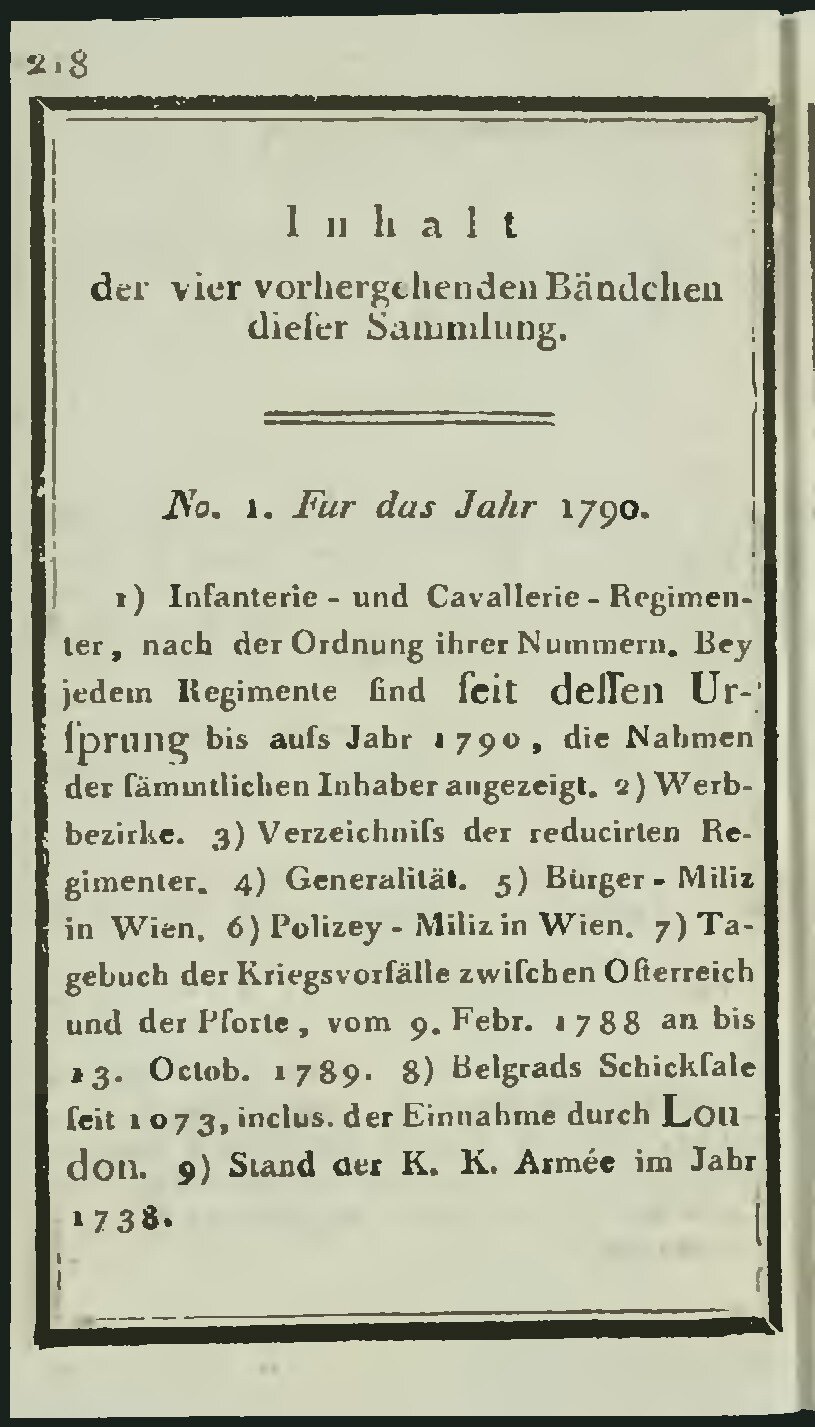 218
Inhalt
der vier vorhergehenden Bändchen
dieſer Sammlung.
No. 1. Fur das Jahr 1790.
1) Infanterie - und Cavallerie - Regimen-
ter, nach der Ordnung ihrer Nummern. Bey
jedem Regimente ſind ſeit deſſen Ur-
ſprung bis aufs Jahr 1790, die Nahmen
der ſämmtlichen Inhaber angezeigt. 2) Werb-
bezirke. 3) Verzeichniſs der reducirten Re-
gimenter. 4) Generalität. 5) Bürger - Miliz
in Wien. 6) Polizey - Miliz in Wien. 7) Ta-
gebuch der Kriegsvorfälle zwiſchen Oſterreich
und der Pforte, vom 9. Febr. 1788 an bis
13. Octob. 1789. 8) Belgrads Schickſale
ſeit 1073, inclus. der Einnahme durch Lou
don. 9) Stand der K. K. Armée im Jahr
1738.